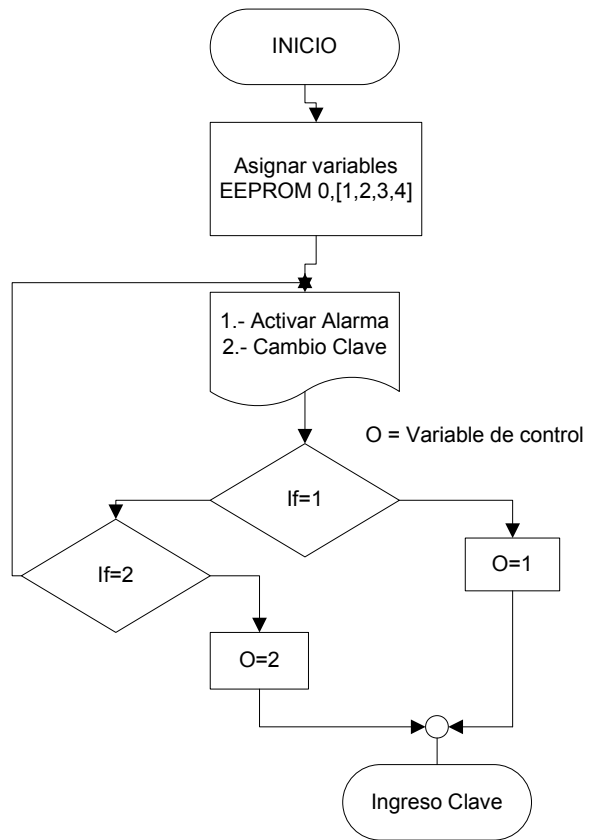 INICIO
Asignar variables
EEPROM 0,[1,2,3,4]
1.- Activar Alarma
2.- Cambio Clave
O = Variable de control
If=1
If=2
O=1
O=2
Ingreso Clave